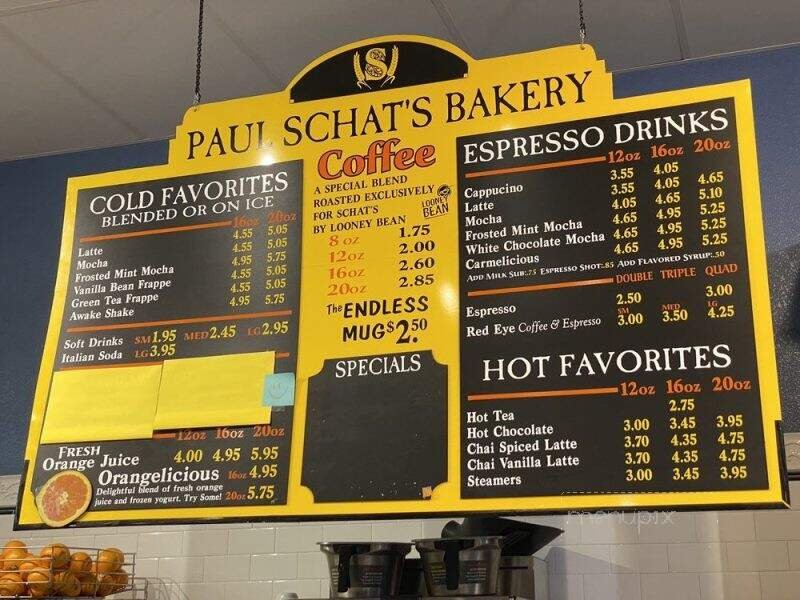 S
PAUL SCHAT'S BAKERY
COLD FAVORITES
BLENDED OR ON ICE
16oz 20oz
Latte 4.55 5.05
Mocha 4.55 5.05
Frosted Mint Mocha 4.95 5.75
Vanilla Bean Frappe 4.55 5.05
Green Tea Frappe 4.55 5.05
Awake Shake 4.95 5.75
Soft Drinks SM 1.95 MED 2.45 LG 2.95
Italian Soda LG 3.95
12oz 16oz 20oz
FRESH
Orange Juice 4.00 4.95 5.95
Orangelicious 16oz 4.95
Delightful blend of fresh orange
juice and frozen yogurt. Try Some! 20oz 5.75
Coffee
A SPECIAL BLEND
ROASTED EXCLUSIVELY
FOR SCHAT'S
BY LOONEY BEAN
LOONEY
BEAN
8 oz 1.75
12oz 2.00
16oz 2.60
20oz 2.85
The ENDLESS
MUG $2.50
SPECIALS
ESPRESSO DRINKS
12oz 16oz 20oz
Cappucino 3.55 4.05
Latte 3.55 4.05 4.65
Mocha 4.05 4.65 5.10
Frosted Mint Mocha 4.65 4.95 5.25
White Chocolate Mocha 4.65 4.95 5.25
Carmelicious 4.65 4.95 5.25
ADD MILK SUB:.75 ESPRESSO SHOT:.85 ADD FLAVORED SYRUP:.50
DOUBLE TRIPLE QUAD
Espresso 2.50 3.00
SM MED LG
Red Eye Coffee & Espresso 3.00 3.50 4.25
HOT FAVORITES
12oz 16oz 20oz
Hot Tea 2.75
Hot Chocolate 3.00 3.45 3.95
Chai Spiced Latte 3.70 4.35 4.75
Chai Vanilla Latte 3.70 4.35 4.75
Steamers 3.00 3.45 3.95
menupix